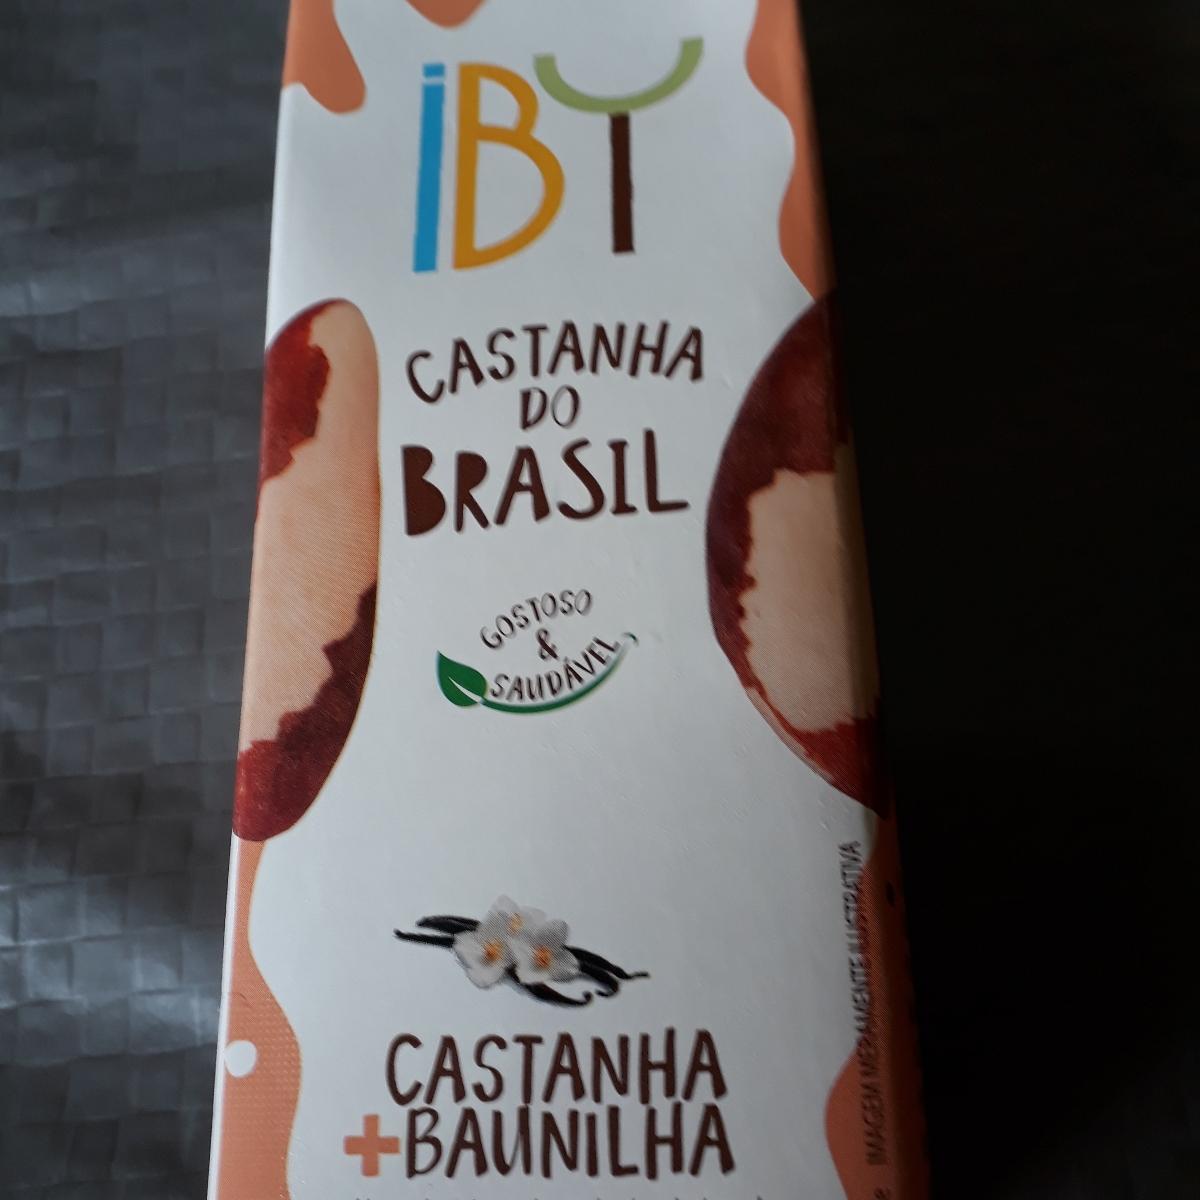 iBY
CASTANHA
DO
BRASIL
GOSTOSO
&
SAUDÁVEL
CASTANHA
+BAUNILHA
IMAGEM MERAMENTE ILUSTRATIVA